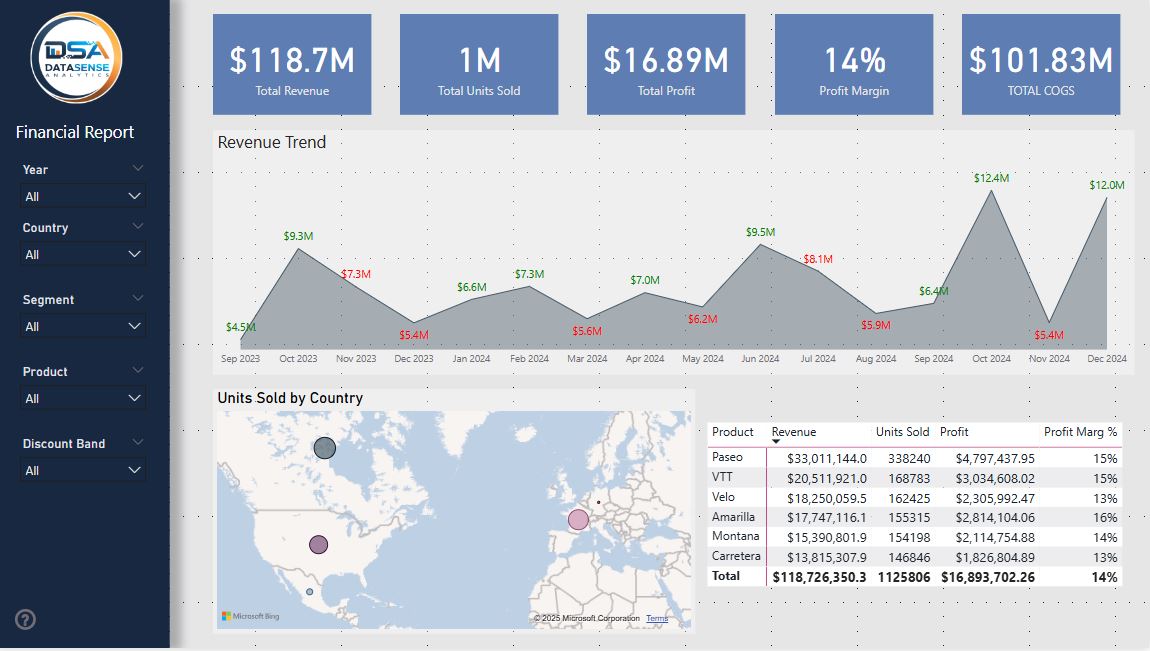 DSA
DATASENSE
ANALYTICS
Financial Report
Year
All
Country
All
Segment
All
Product
All
Discount Band
All
$118.7M
Total Revenue
1M
Total Units Sold
$16.89M
Total Profit
14%
Profit Margin
$101.83M
TOTAL COGS
Revenue Trend
$4.5M
$9.3M
$7.3M
$5.4M
$6.6M
$7.3M
$5.6M
$7.0M
$6.2M
$9.5M
$8.1M
$5.9M
$6.4M
$12.4M
$5.4M
$12.0M
Sep 2023 Oct 2023 Nov 2023 Dec 2023 Jan 2024 Feb 2024 Mar 2024 Apr 2024 May 2024 Jun 2024 Jul 2024 Aug 2024 Sep 2024 Oct 2024 Nov 2024 Dec 2024
Units Sold by Country
Microsoft Bing
© 2025 Microsoft Corporation Terms
Product Revenue Units Sold Profit Profit Marg %
Paseo $33,011,144.0 338240 $4,797,437.95 15%
VTT $20,511,921.0 168783 $3,034,608.02 15%
Velo $18,250,059.5 162425 $2,305,992.47 13%
Amarilla $17,747,116.1 155315 $2,814,104.06 16%
Montana $15,390,801.9 154198 $2,114,754.88 14%
Carretera $13,815,307.9 146846 $1,826,804.89 13%
Total $118,726,350.3 1125806 $16,893,702.26 14%
?